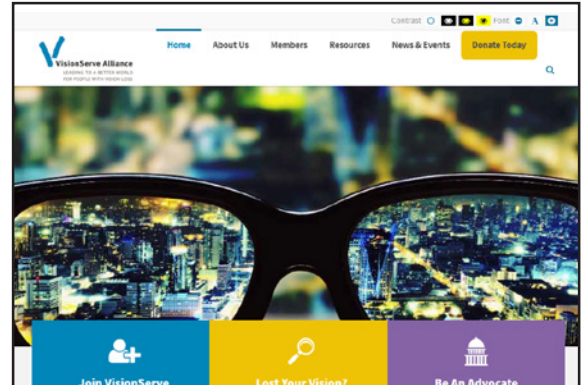 Contrast Font A
Home About Us Members Resources News & Events Donate Today
VisionServe Alliance
LEADING TO A BETTER WORLD
FOR PEOPLE WITH VISION LOSS
Join VisionServe Lost Your Vision? Be An Advocate